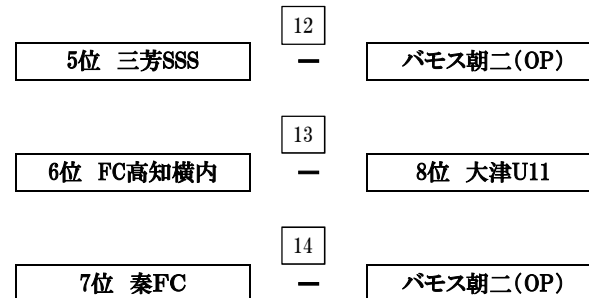 12
5位 三芳SSS ー バモス朝二(OP)
13
6位 FC高知横内 ー 8位 大津U11
14
7位 秦FC ー バモス朝二(OP)